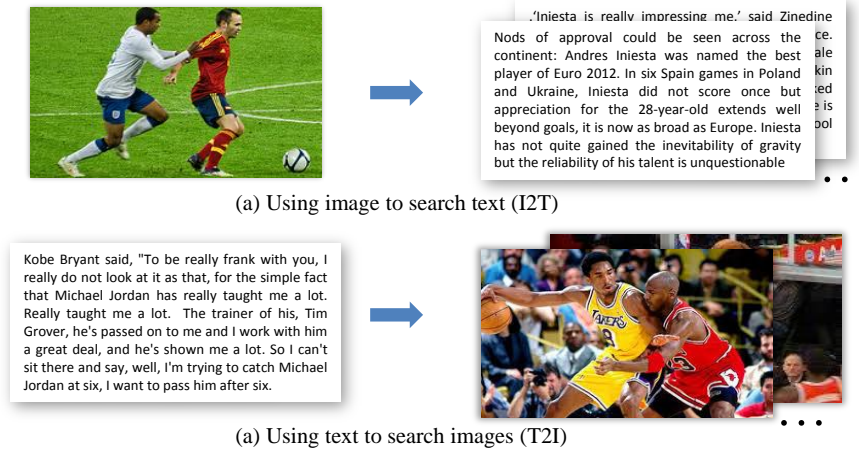 .‘Iniesta is really impressing me.’ said Zinedine
ce.
ale
kin
ked
e is
ool
Nods of approval could be seen across the
continent: Andres Iniesta was named the best
player of Euro 2012. In six Spain games in Poland
and Ukraine, Iniesta did not score once but
appreciation for the 28-year-old extends well
beyond goals, it is now as broad as Europe. Iniesta
has not quite gained the inevitability of gravity
but the reliability of his talent is unquestionable
. .
(a) Using image to search text (I2T)
Kobe Bryant said, "To be really frank with you, I
really do not look at it as that, for the simple fact
that Michael Jordan has really taught me a lot.
Really taught me a lot. The trainer of his, Tim
Grover, he's passed on to me and I work with him
a great deal, and he's shown me a lot. So I can't
sit there and say, well, I'm trying to catch Michael
Jordan at six, I want to pass him after six.
LAKERS
8
. . .
(a) Using text to search images (T2I)